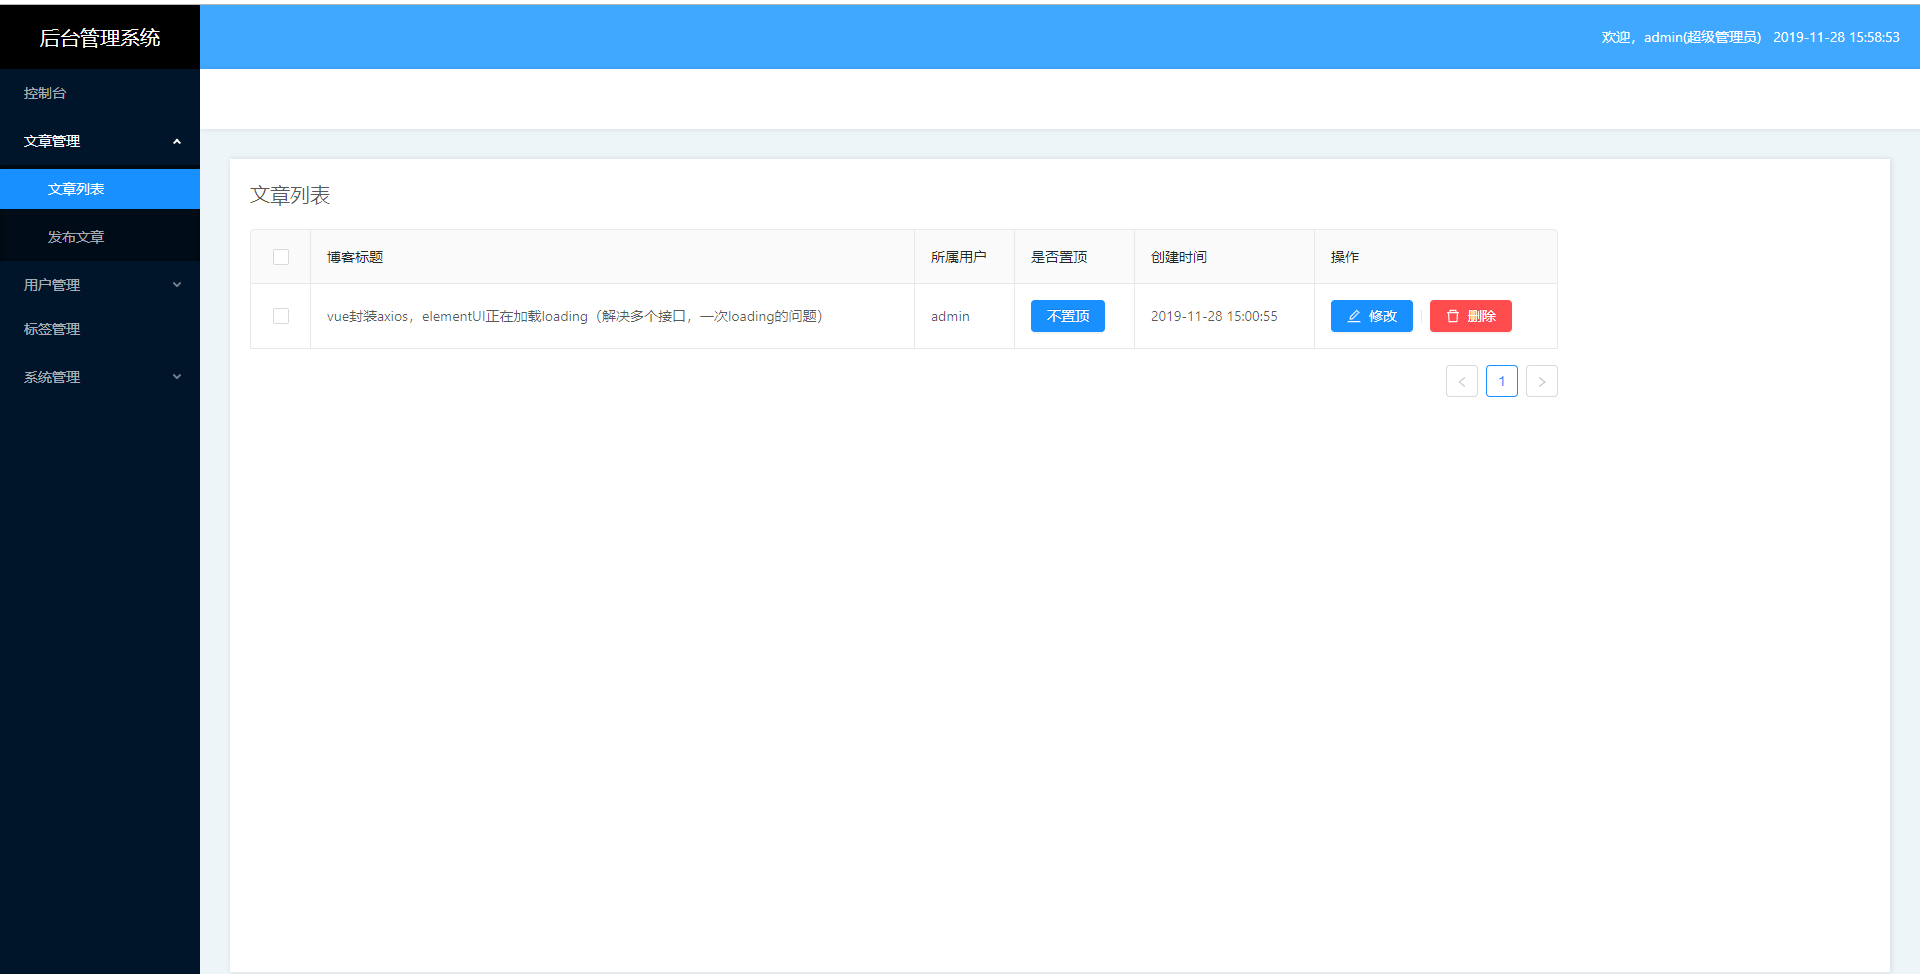 后台管理系统
欢迎，admin(超级管理员) 2019-11-28 15:58:53
控制台
文章管理
文章列表
发布文章
用户管理
标签管理
系统管理
文章列表
博客标题 所属用户 是否置顶 创建时间 操作
vue封装axios，elementUI正在加载loading（解决多个接口，一次loading的问题） admin 不置顶 2019-11-28 15:00:55 修改 删除
1